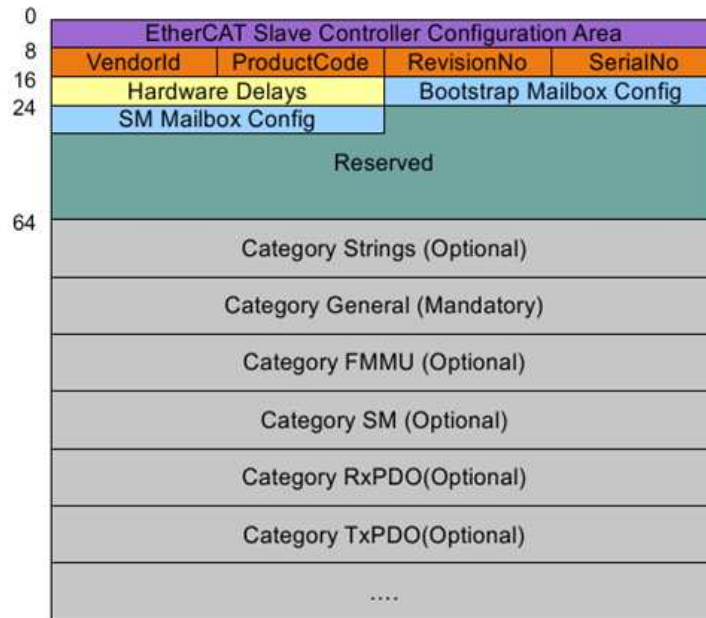 0
EtherCAT Slave Controller Configuration Area
8
VendorId ProductCode RevisionNo SerialNo
16
Hardware Delays Bootstrap Mailbox Config
24
SM Mailbox Config
Reserved
64
Category Strings (Optional)
Category General (Mandatory)
Category FMMU (Optional)
Category SM (Optional)
Category RxPDO(Optional)
Category TxPDO(Optional)
....